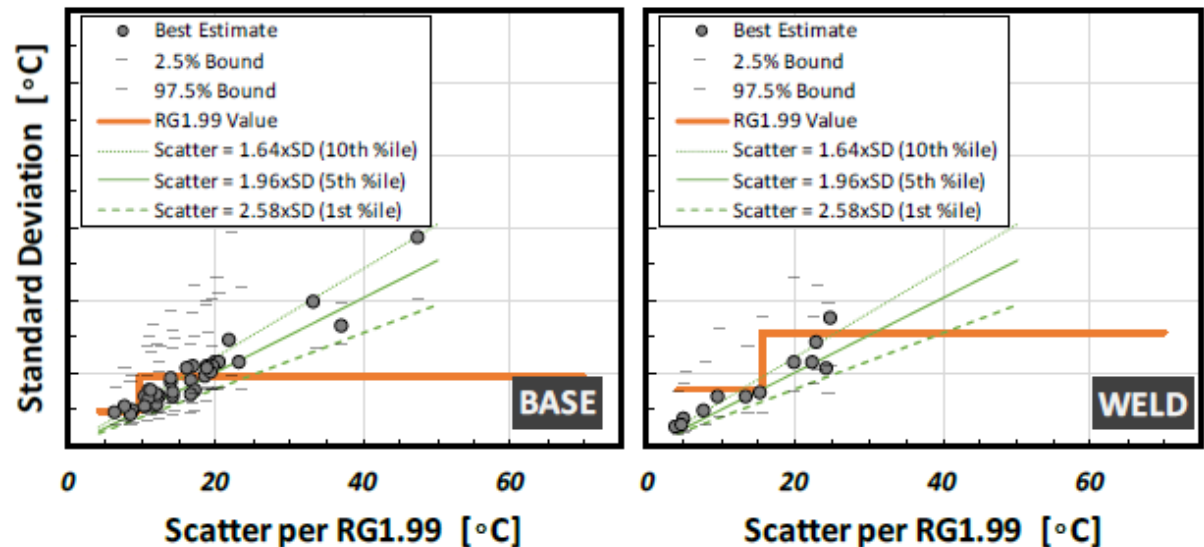 Standard Deviation [°C]
Best Estimate
2.5% Bound
97.5% Bound
RG1.99 Value
Scatter = 1.64xSD (10th %ile)
Scatter = 1.96xSD (5th %ile)
Scatter = 2.58xSD (1st %ile)
BASE
0 20 40 60
Scatter per RG1.99 [°C]
Best Estimate
2.5% Bound
97.5% Bound
RG1.99 Value
Scatter = 1.64xSD (10th %ile)
Scatter = 1.96xSD (5th %ile)
Scatter = 2.58xSD (1st %ile)
WELD
0 20 40 60
Scatter per RG1.99 [°C]